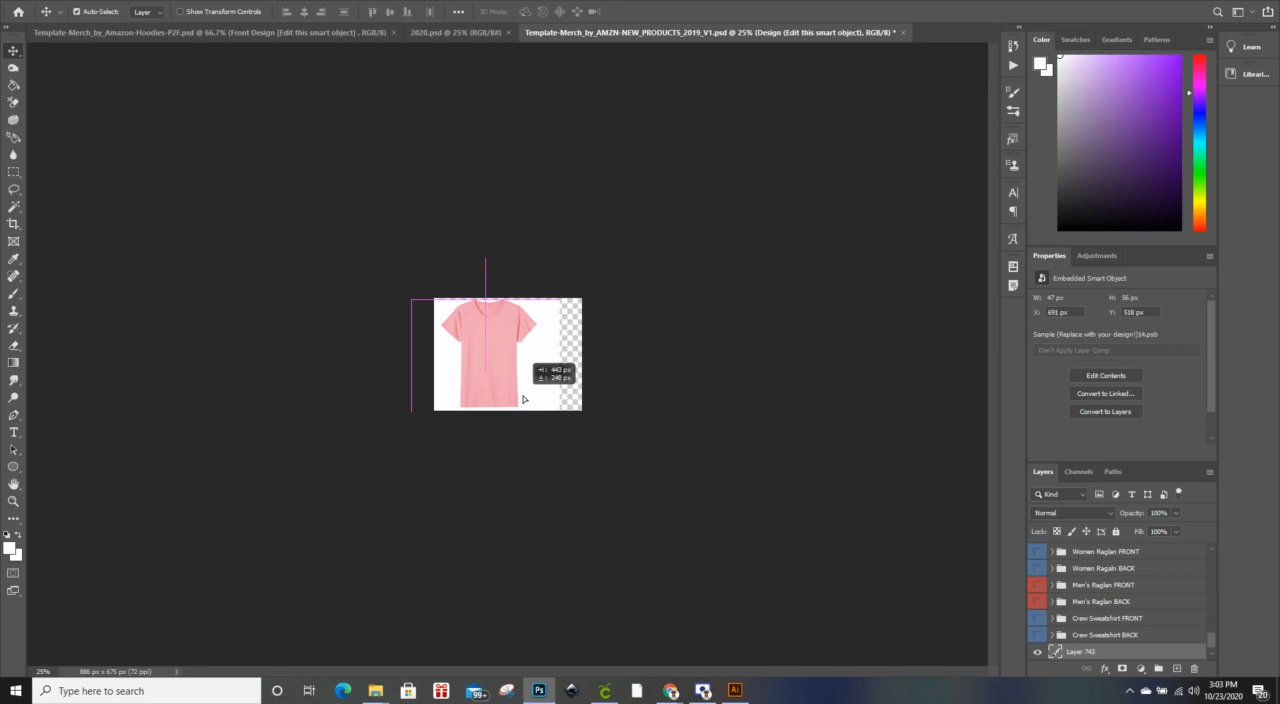 Auto-Select: Layer Show Transform Controls 3D Mode:
Template-Merch_by_Amazon-Hoodies-P2F.psd @ 66.7% (Front Design [Edit this smart object] , RGB/8) × 2020.psd @ 25% (RGB/8#) × Template-Merch_by_AMZN-NEW_PRODUCTS_2019_V1.psd @ 25% (Design (Edit this smart object), RGB/8) * ×
Color Swatches Gradients Patterns
Learn
Librari...
Properties Adjustments
Embedded Smart Object
W: 47 px H: 56 px
X: 691 px Y: 518 px
Sample (Replace with your design!)14.psb
Don't Apply Layer Comp
Edit Contents
Convert to Linked...
Convert to Layers
H: 443 px
248 px
Layers Channels Paths
Kind
Normal Opacity: 100%
Lock: Fill: 100%
Women Raglan FRONT
Women Ragaln BACK
Men's Raglan FRONT
Men's Raglan BACK
Crew Sweatshirt FRONT
Crew Sweatshirt BACK
Layer 743
25% 886 px x 675 px (72 ppi)
Type here to search
99+
Ps
Ai
3:03 PM
10/23/2020
20